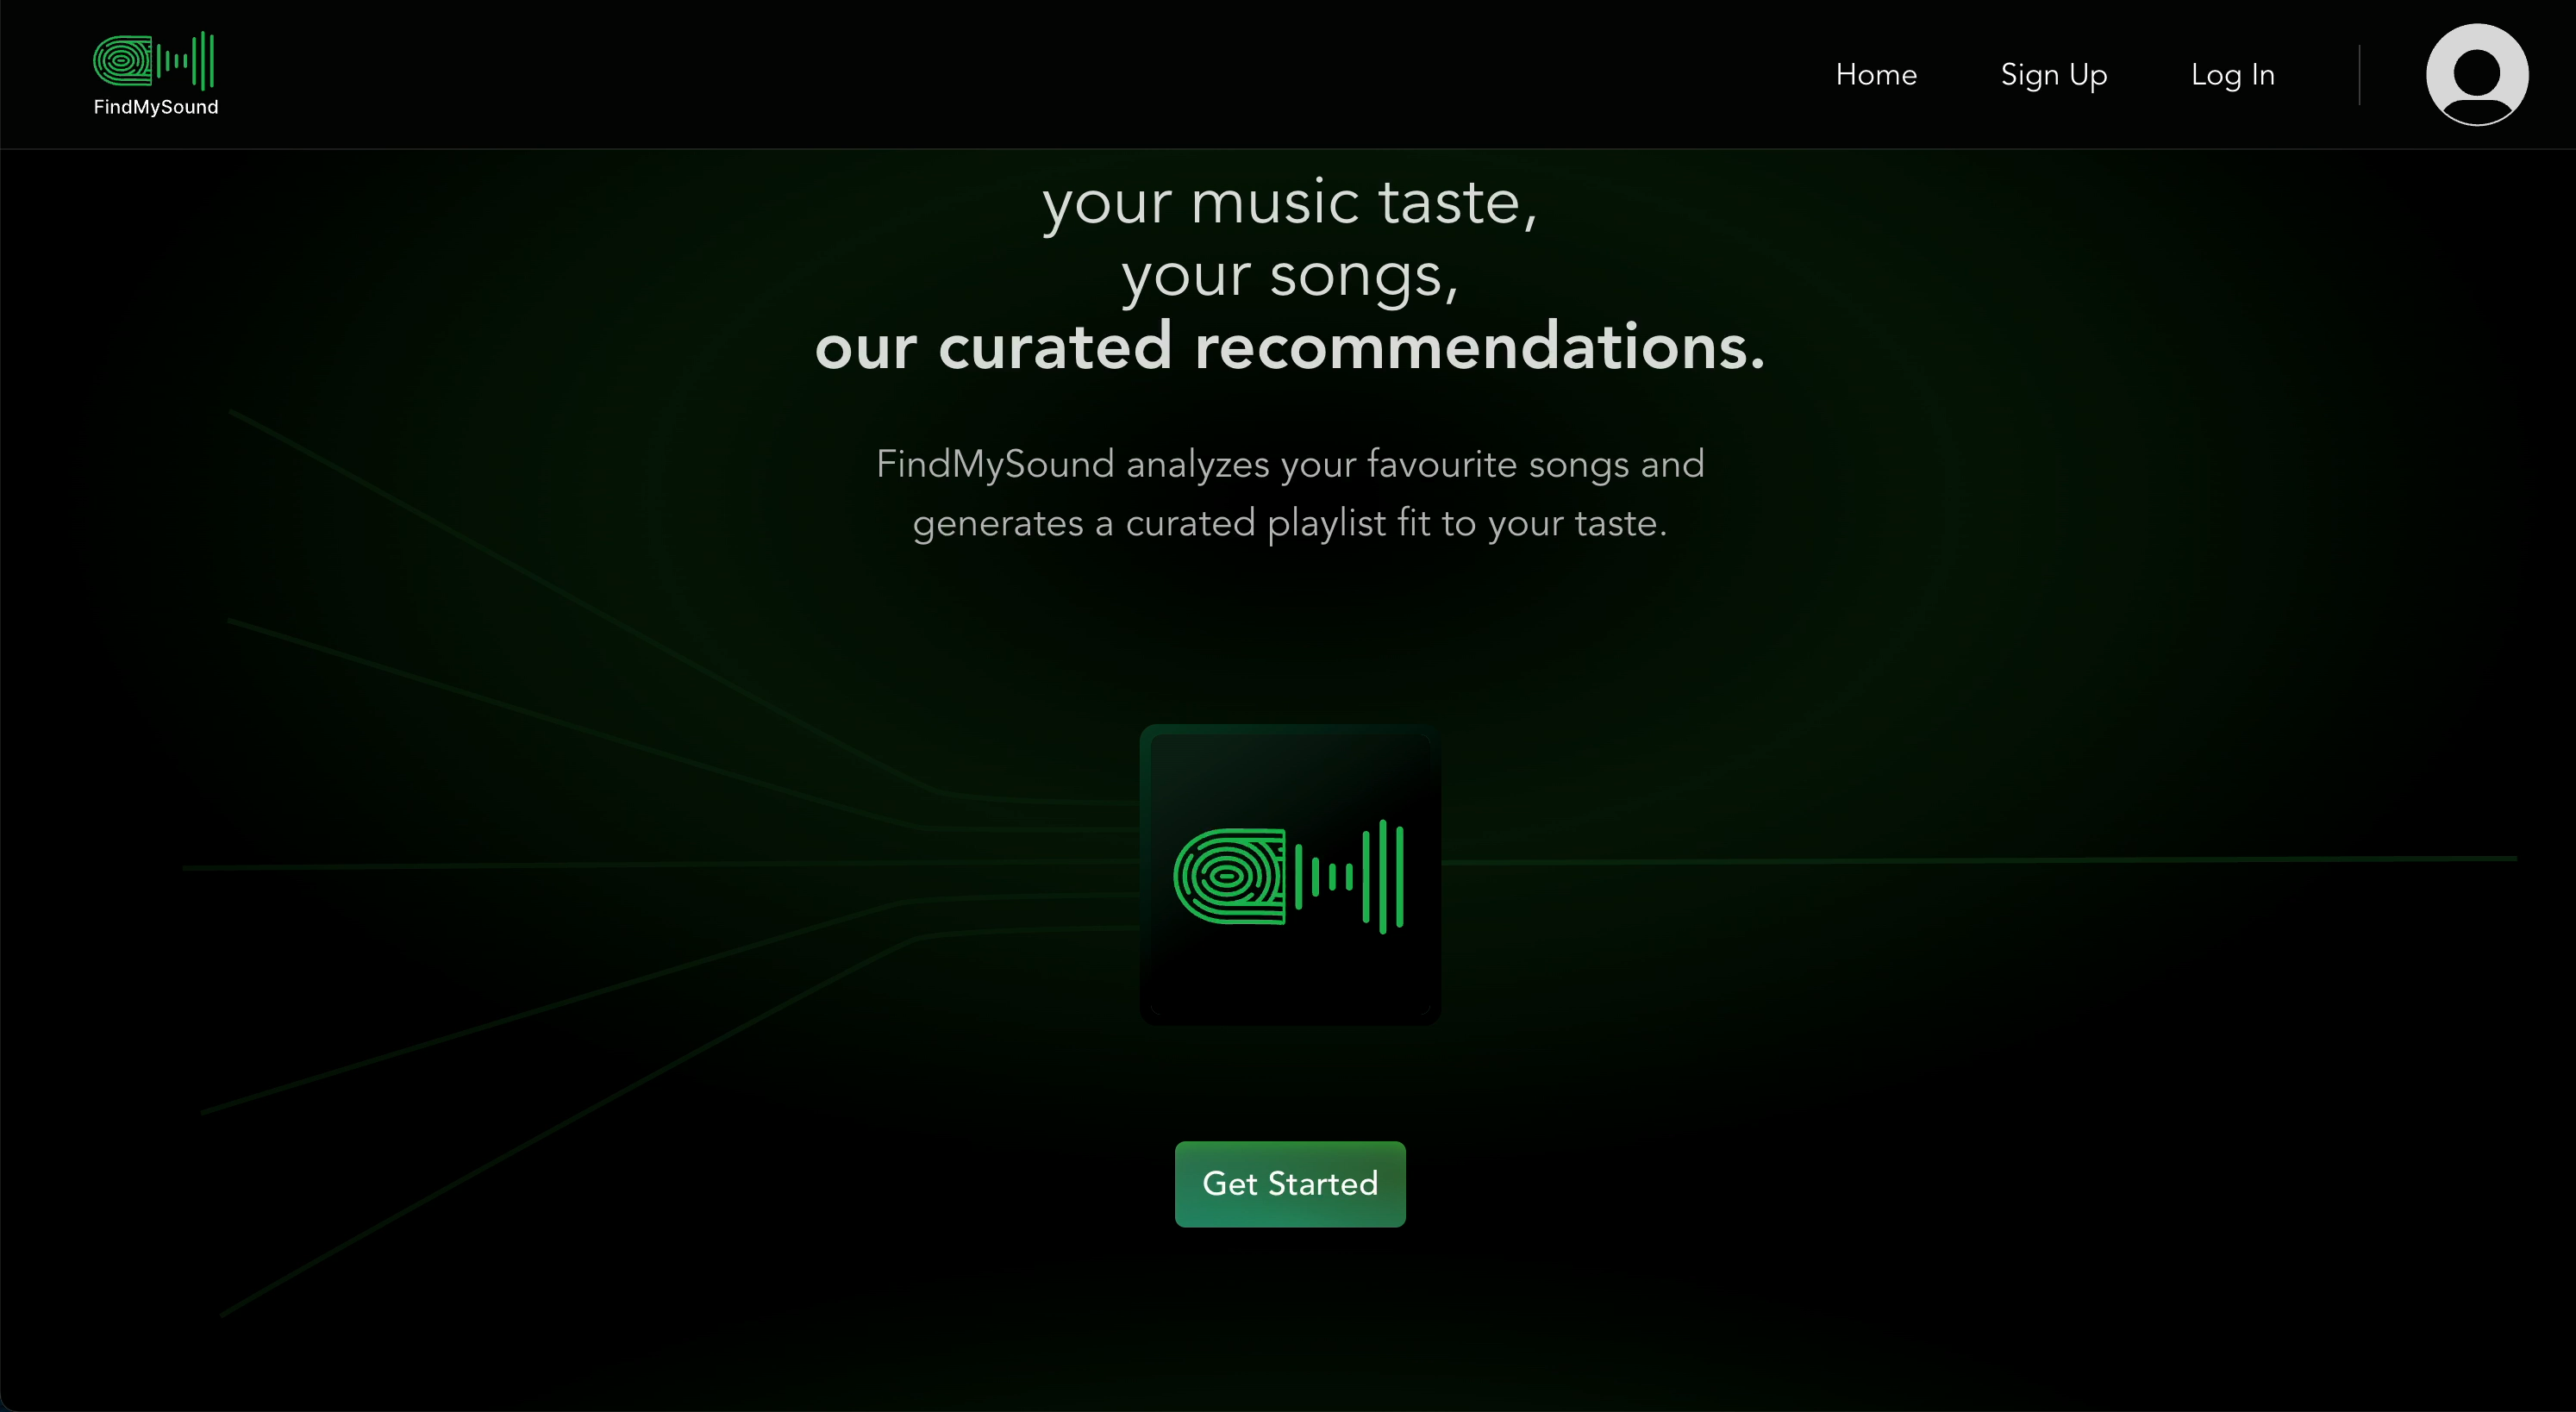 FindMySound
Home
Sign Up
Log In
your music taste,
your songs,
our curated recommendations.
FindMySound analyzes your favourite songs and
generates a curated playlist fit to your taste.
Get Started